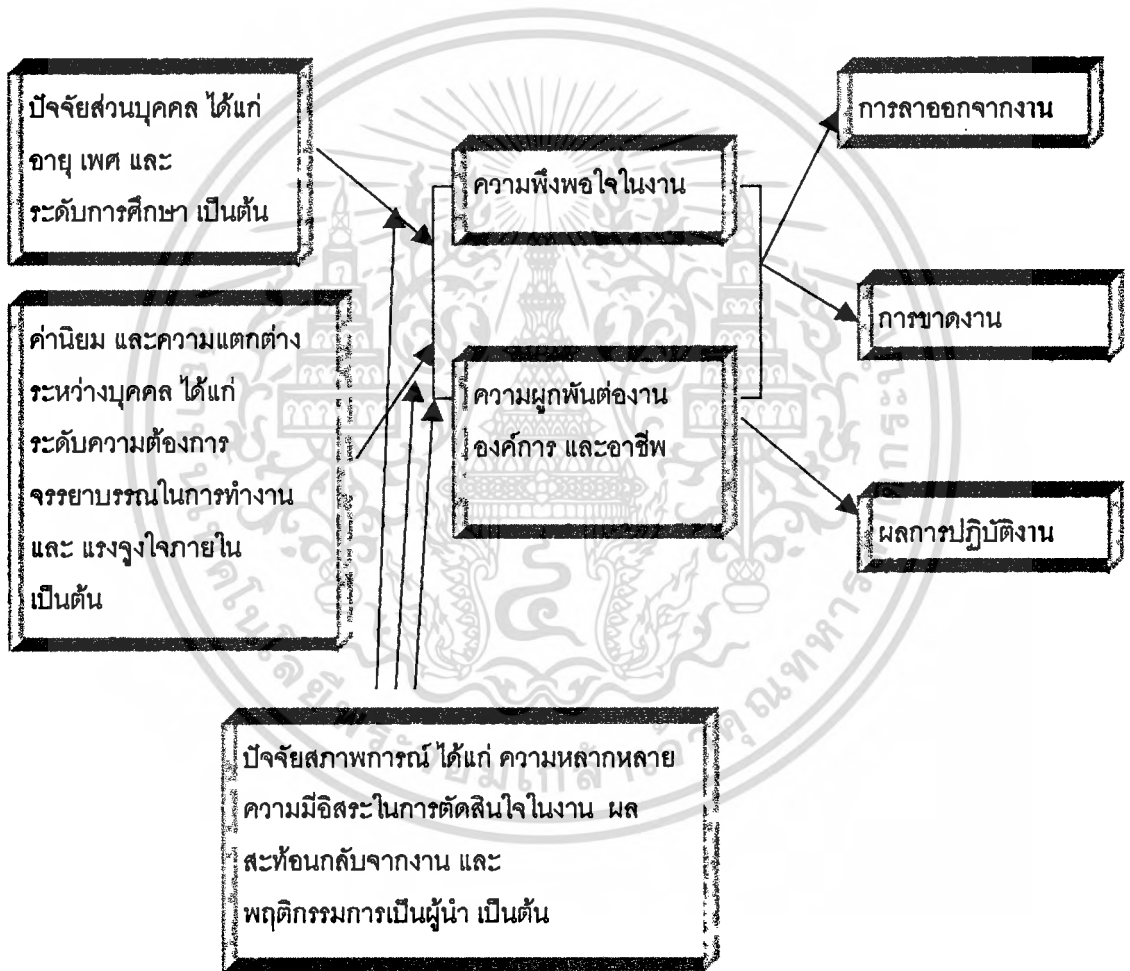 ปัจจัยส่วนบุคคล ได้แก่
อายุ เพศ และ
ระดับการศึกษา เป็นต้น
ค่านิยม และความแตกต่าง
ระหว่างบุคคล ได้แก่
ระดับความต้องการ
จรรยาบรรณในการทำงาน
และ แรงจูงใจภายใน
เป็นต้น
ความพึงพอใจในงาน
ความผูกพันต่องาน
องค์การ และอาชีพ
การลาออกจากงาน
การขาดงาน
ผลการปฏิบัติงาน
ปัจจัยสภาพการณ์ ได้แก่ ความหลากหลาย
ความมีอิสระในการตัดสินใจในงาน ผล
สะท้อนกลับจากงาน และ
พฤติกรรมการเป็นผู้นำ เป็นต้น